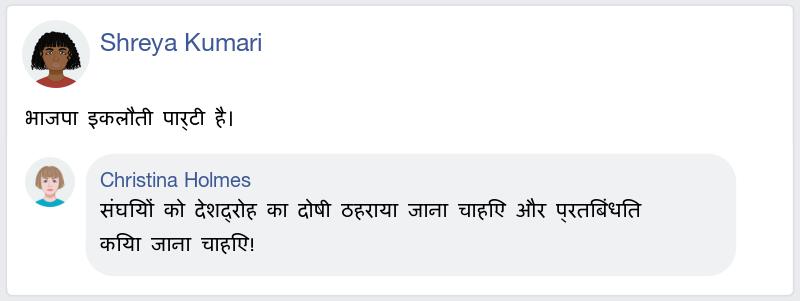 Shreya Kumari
भाजपा इकलौती पार्टी है।
Christina Holmes
संघियों को देशद्रोह का दोषी ठहराया जाना चाहिए और प्रतिबंधित
किया जाना चाहिए!